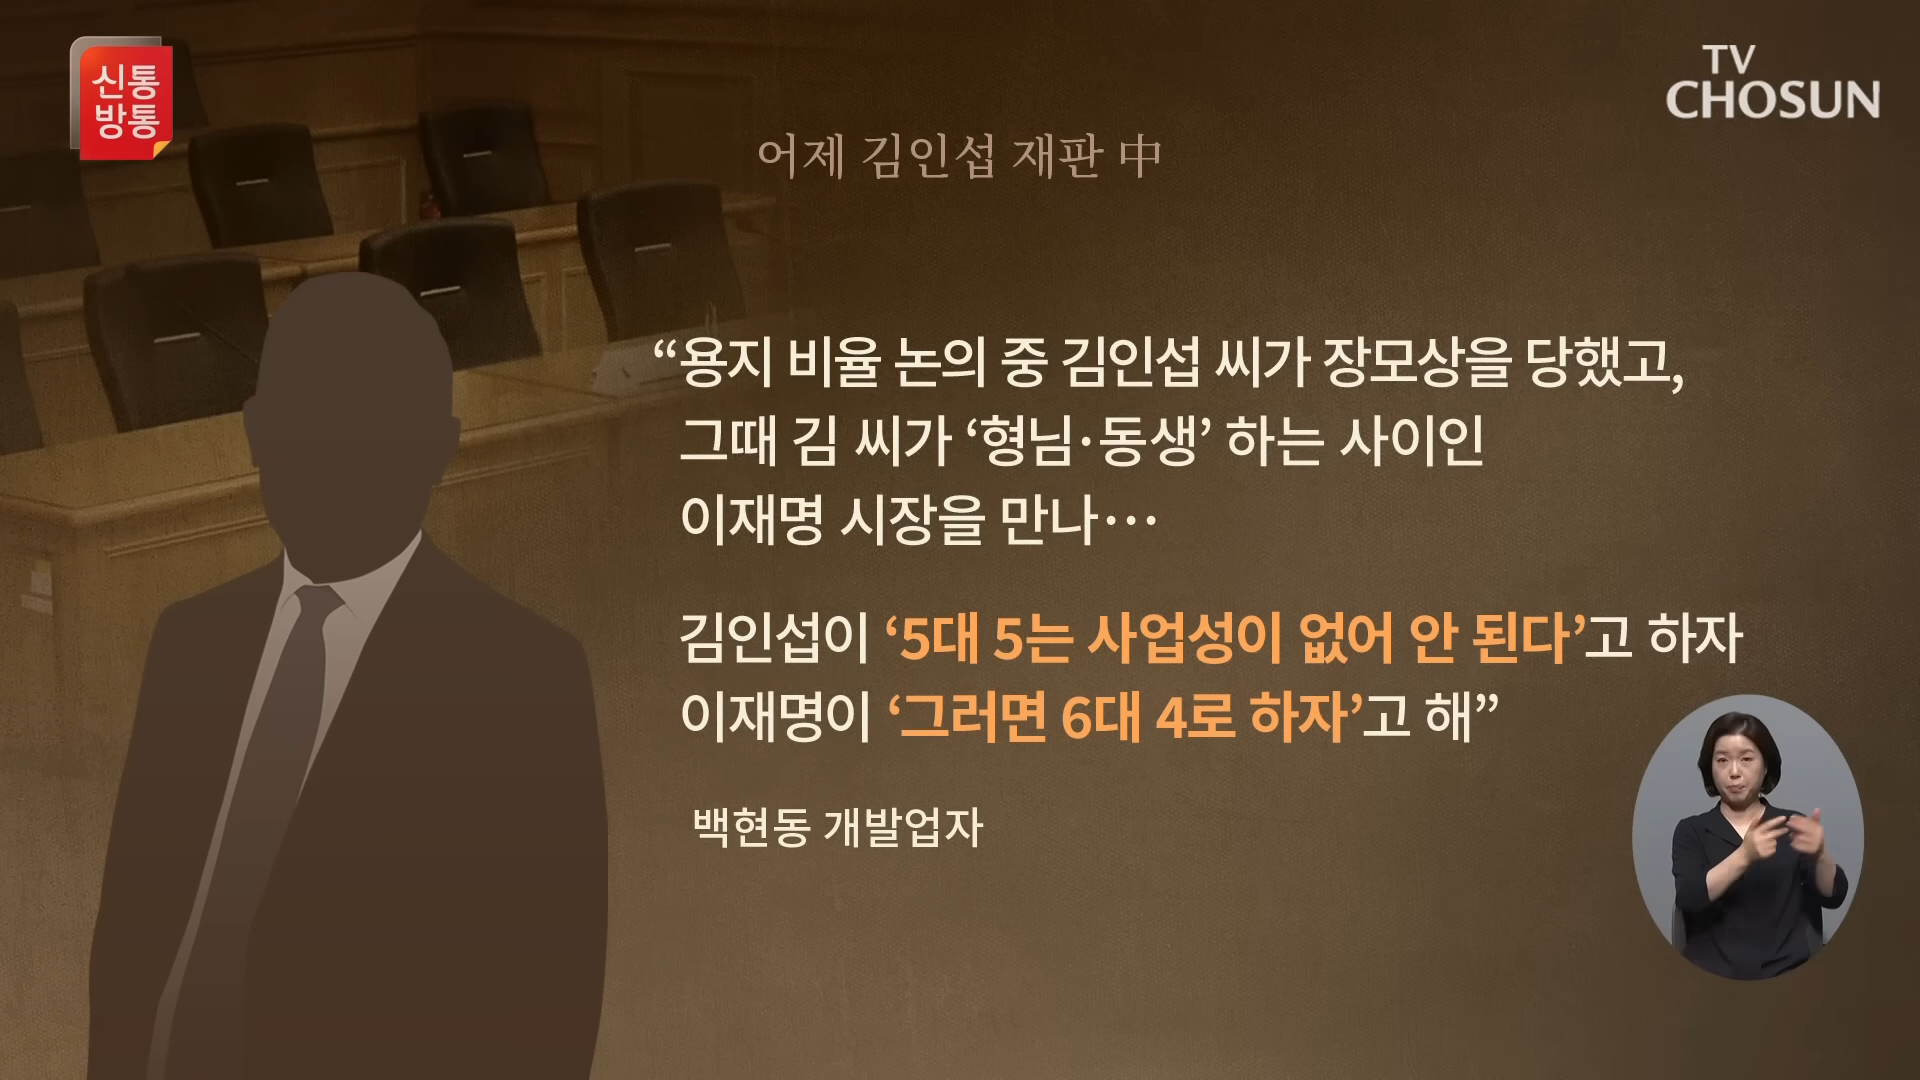 신통
방통
TV
CHOSUN
어제 김인섭 재판 中
“용지 비율 논의 중 김인섭 씨가 장모상을 당했고,
그때 김 씨가 ‘형님·동생’ 하는 사이인
이재명 시장을 만나…
김인섭이 ‘5대 5는 사업성이 없어 안 된다’고 하자
이재명이 ‘그러면 6대 4로 하자’고 해”
백현동 개발업자